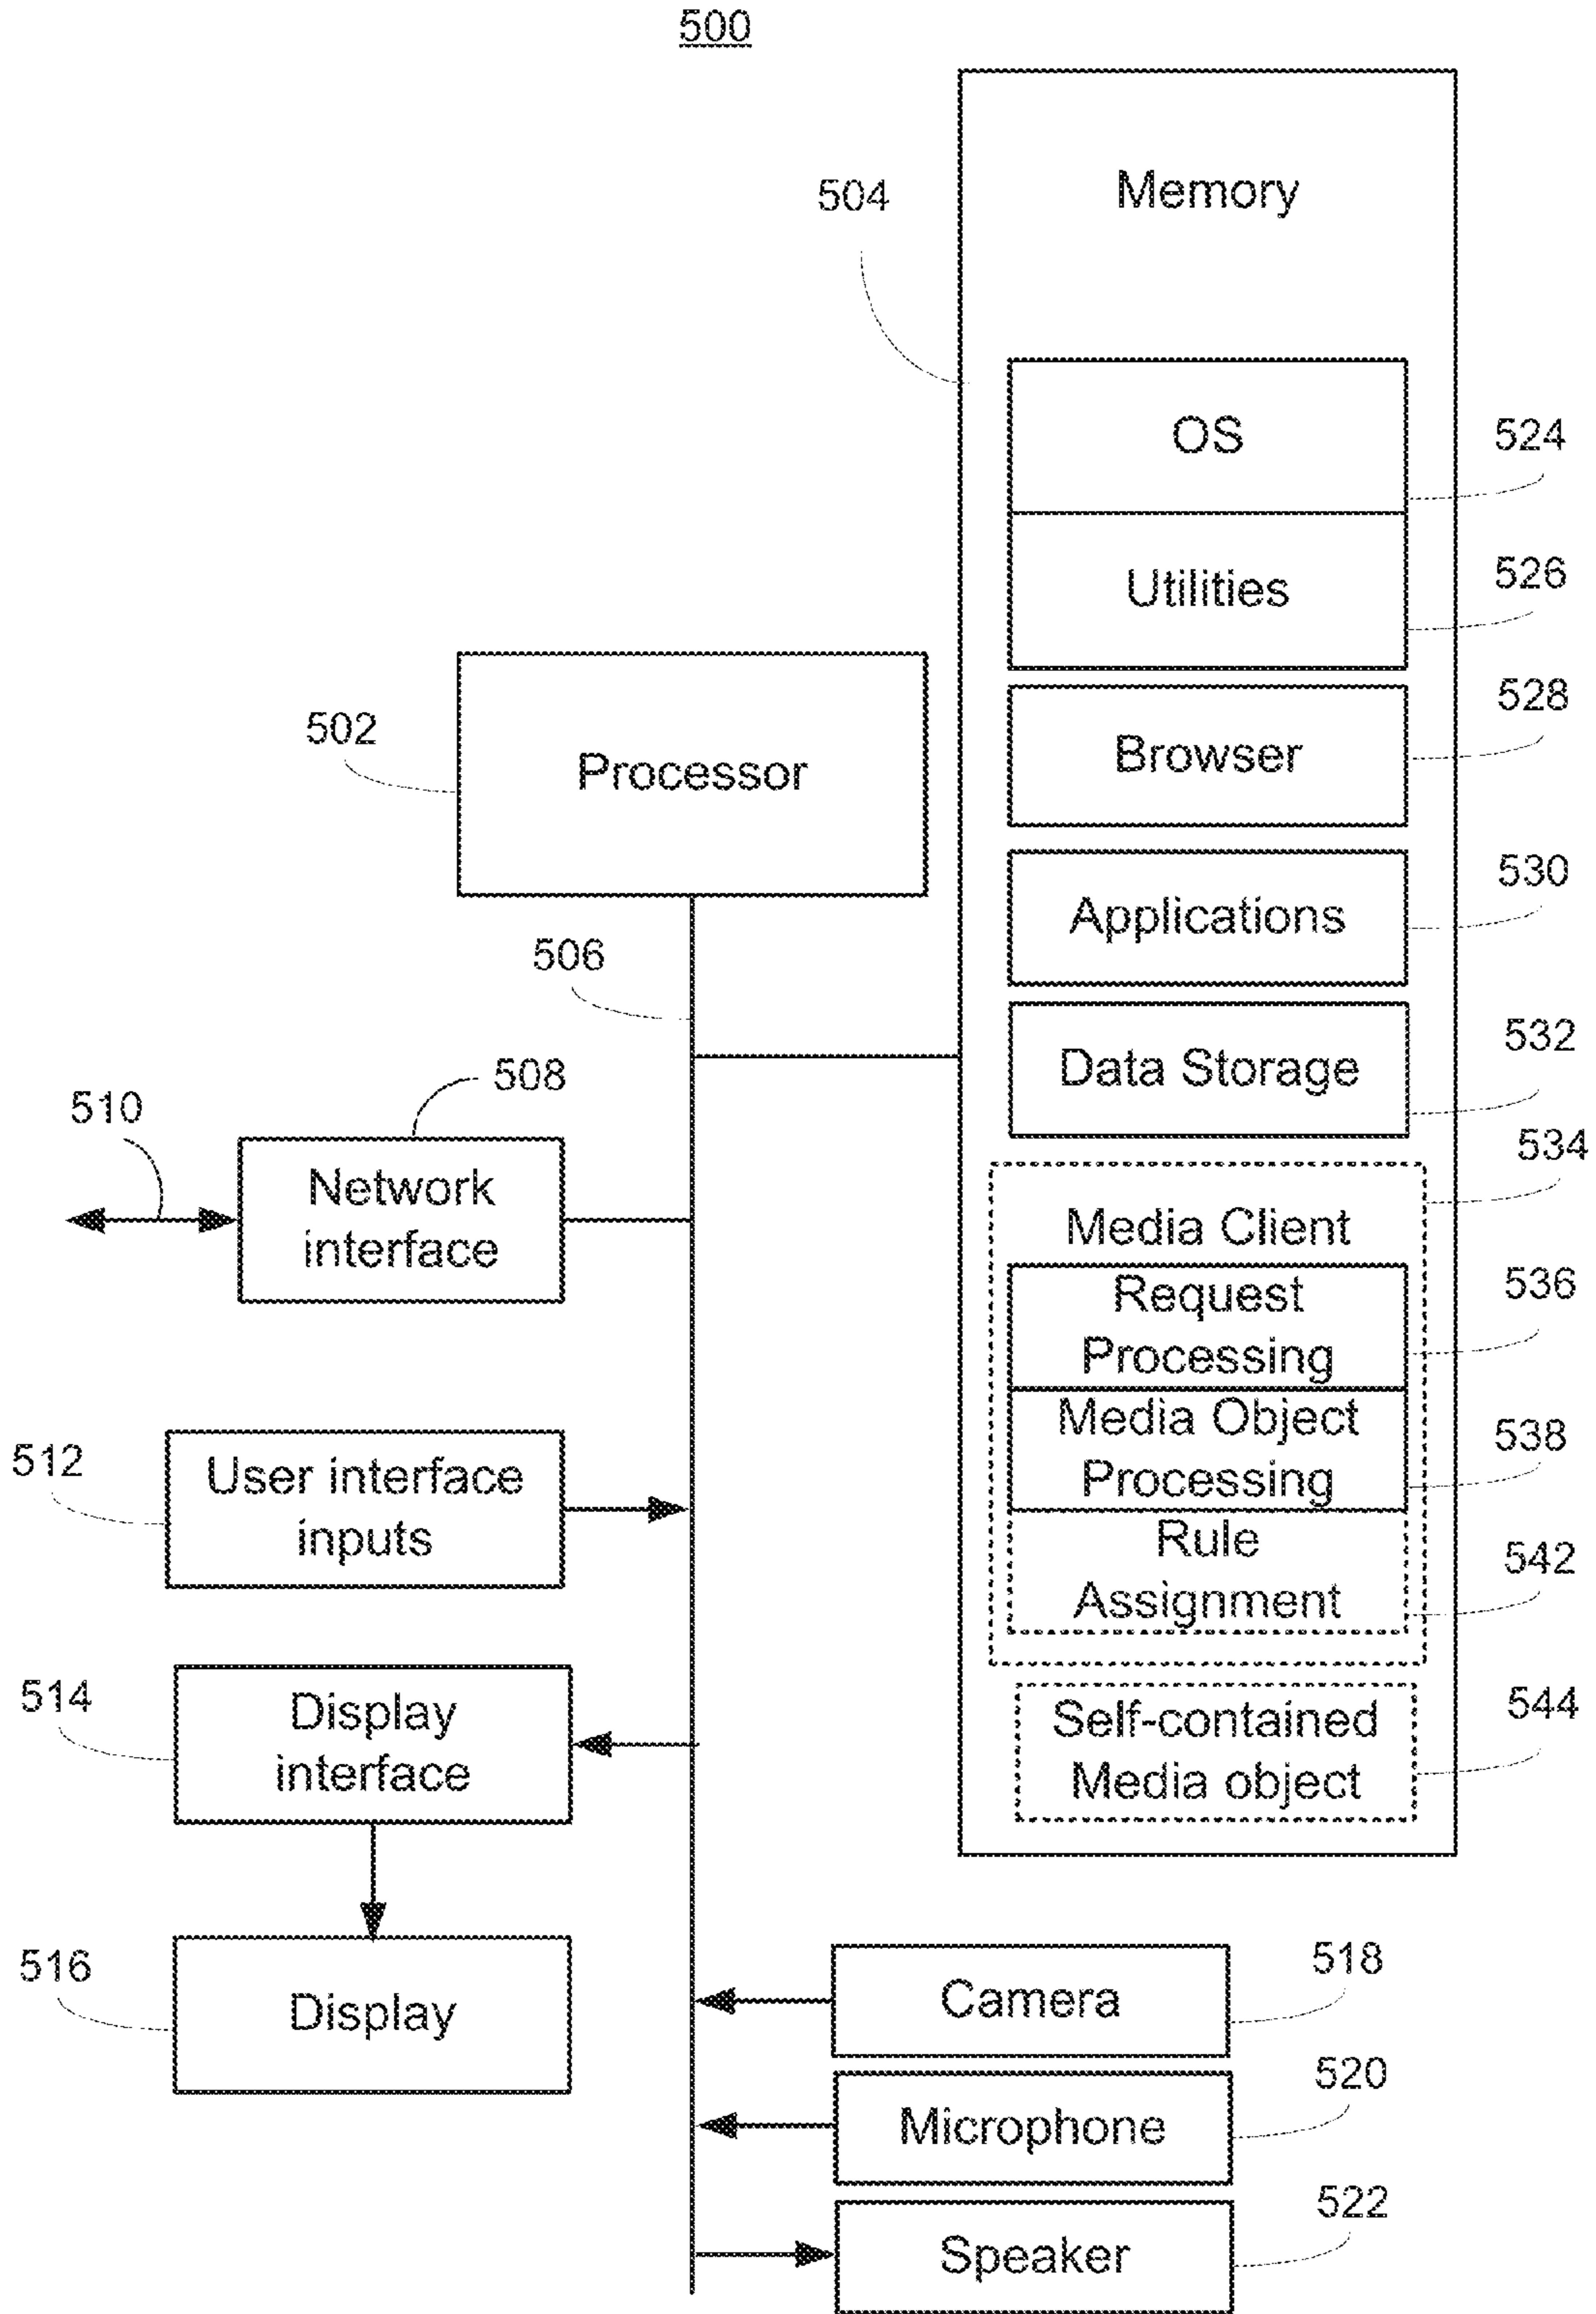 500
504
Memory
OS
524
Utilities
526
Browser
528
502
Processor
Applications
530
506
Data Storage
532
508
510
Network
interface
534
Media Client
Request
Processing
536
Media Object
Processing
538
512
User interface
inputs
Rule
Assignment
542
514
Display
interface
Self-contained
Media object
544
516
Display
Camera
518
Microphone
520
Speaker
522